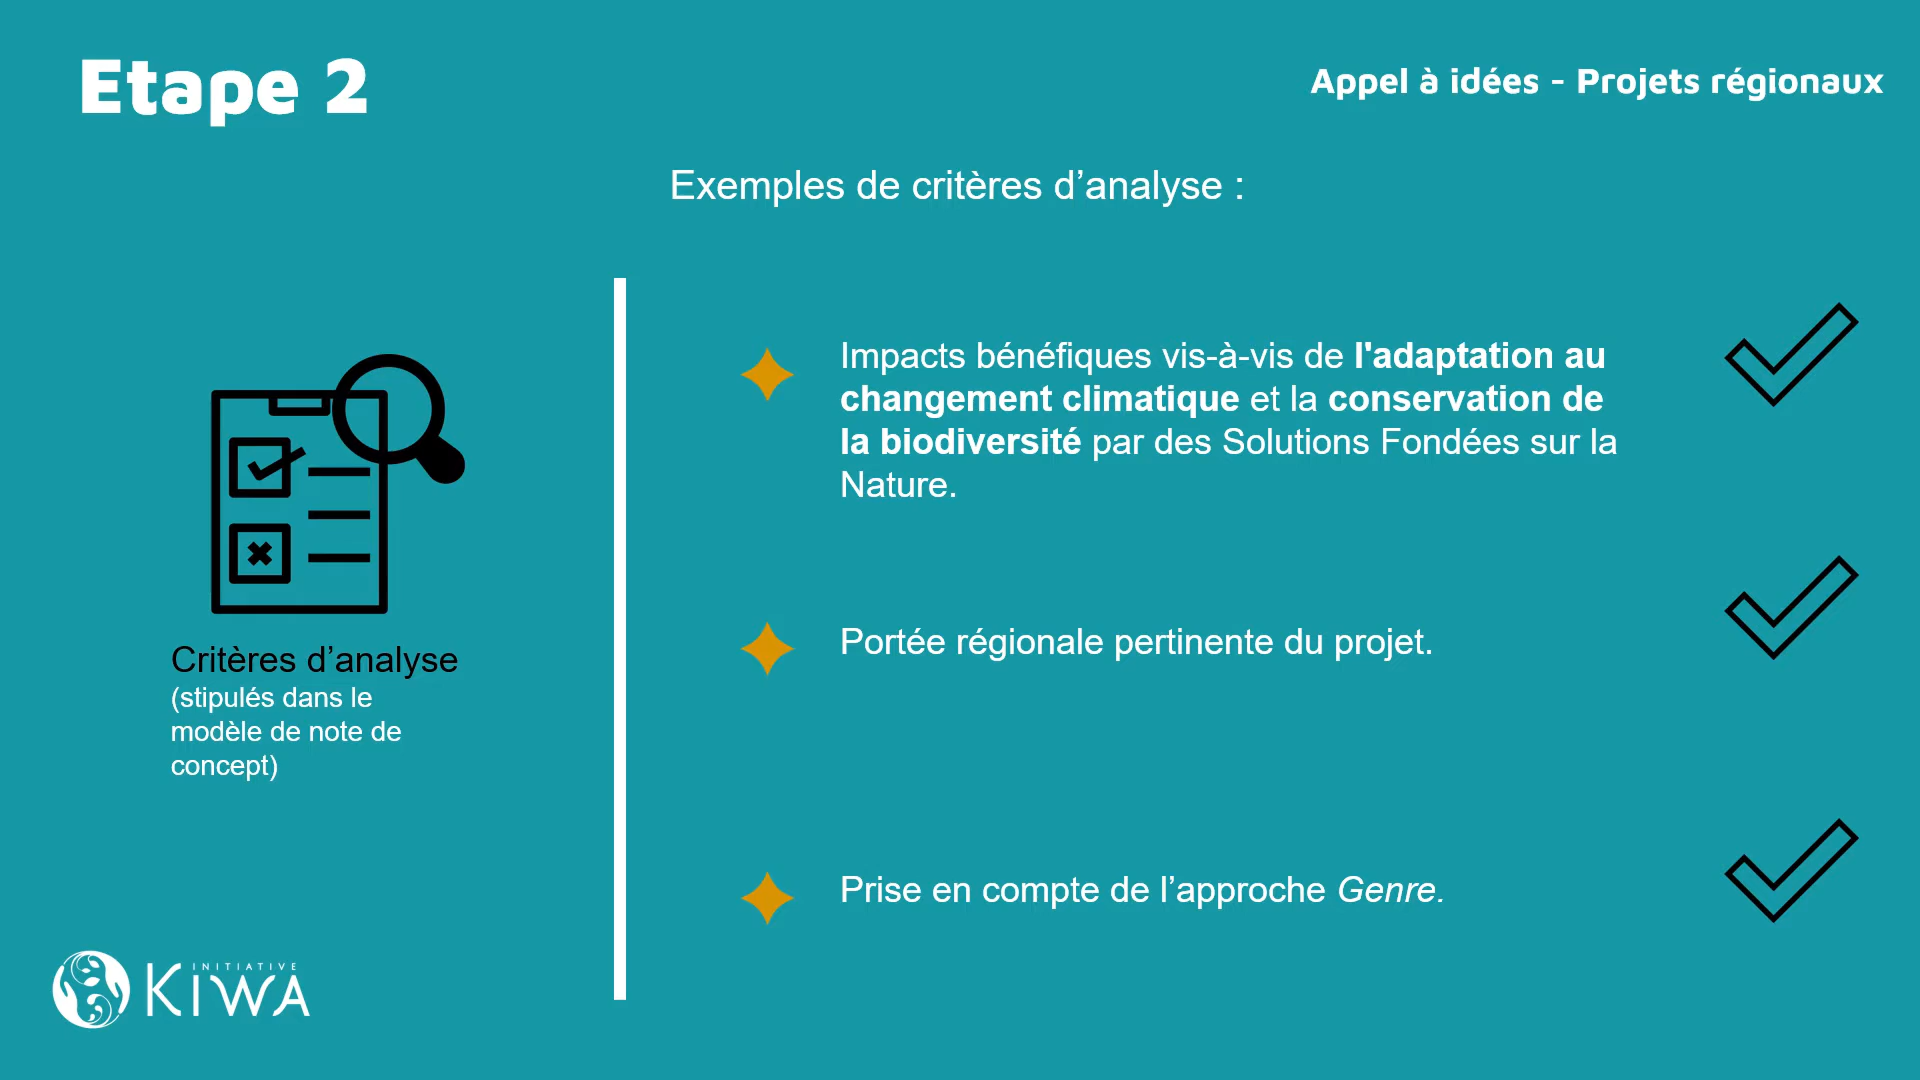 Etape 2
Appel à idées - Projets régionaux
Exemples de critères d’analyse :
Impacts bénéfiques vis-à-vis de l'adaptation au
changement climatique et la conservation de
la biodiversité par des Solutions Fondées sur la
Nature.
Portée régionale pertinente du projet.
Critères d’analyse
(stipulés dans le
modèle de note de
concept)
Prise en compte de l’approche Genre.
INITIATIVE
KIWA